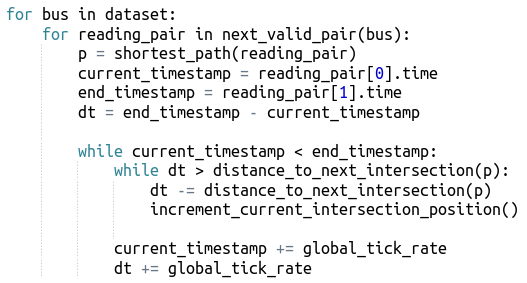 for bus in dataset:
    for reading_pair in next_valid_pair(bus):
        p = shortest_path(reading_pair)
        current_timestamp = reading_pair[0].time
        end_timestamp = reading_pair[1].time
        dt = end_timestamp - current_timestamp

        while current_timestamp < end_timestamp:
            while dt > distance_to_next_intersection(p):
                dt -= distance_to_next_intersection(p)
                increment_current_intersection_position()

            current_timestamp += global_tick_rate
            dt += global_tick_rate